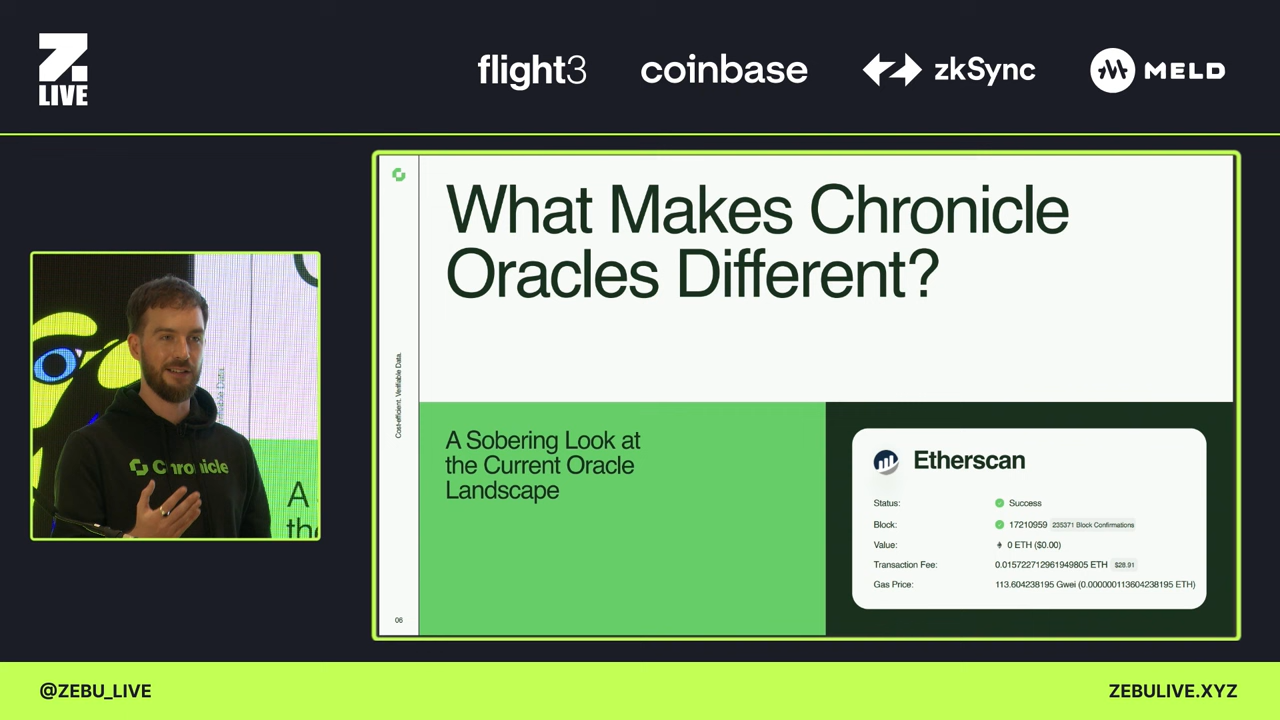 Z.
LIVE
flight3
coinbase
zkSync
MELD
What Makes Chronicle
Oracles Different?
Cost-efficient. Verifiable Data.
A Sobering Look at
the Current Oracle
Landscape
Etherscan
Status: Success
Block: 17210959 235371 Block Confirmations
Value: 0 ETH ($0.00)
Transaction Fee: 0.015722712961949805 ETH $28.91
Gas Price: 113.604238195 Gwei (0.000000113604238195 ETH)
06
Chronicle
Data.
A
the
@ZEBU_LIVE
ZEBULIVE.XYZ